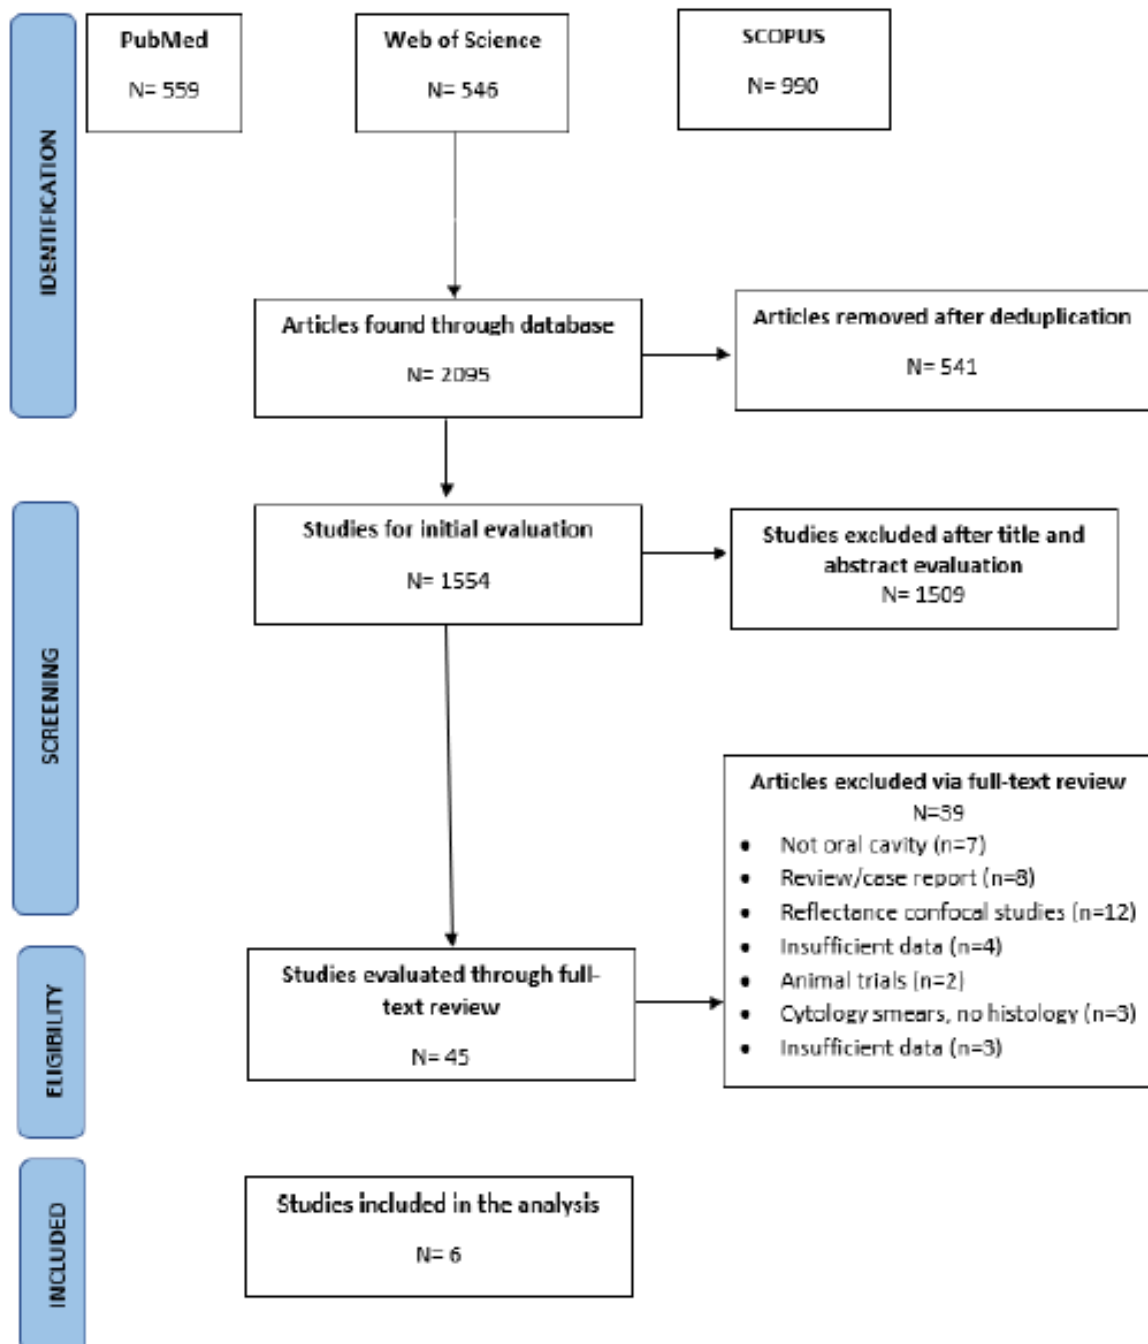 IDENTIFICATION
PubMed
N= 559
Web of Science
N= 546
SCOPUS
N= 990
Articles found through database
N= 2095
Articles removed after deduplication
N= 541
SCREENING
Studies for initial evaluation
N= 1554
Studies excluded after title and
abstract evaluation
N= 1509
Articles excluded via full-text review
N=39
• Not oral cavity (n=7)
• Review/case report (n=8)
• Reflectance confocal studies (n=12)
• Insufficient data (n=4)
• Animal trials (n=2)
• Cytology smears, no histology (n=3)
• Insufficient data (n=3)
ELIGIBILITY
Studies evaluated through full-
text review
N= 45
INCLUDED
Studies included in the analysis
N= 6